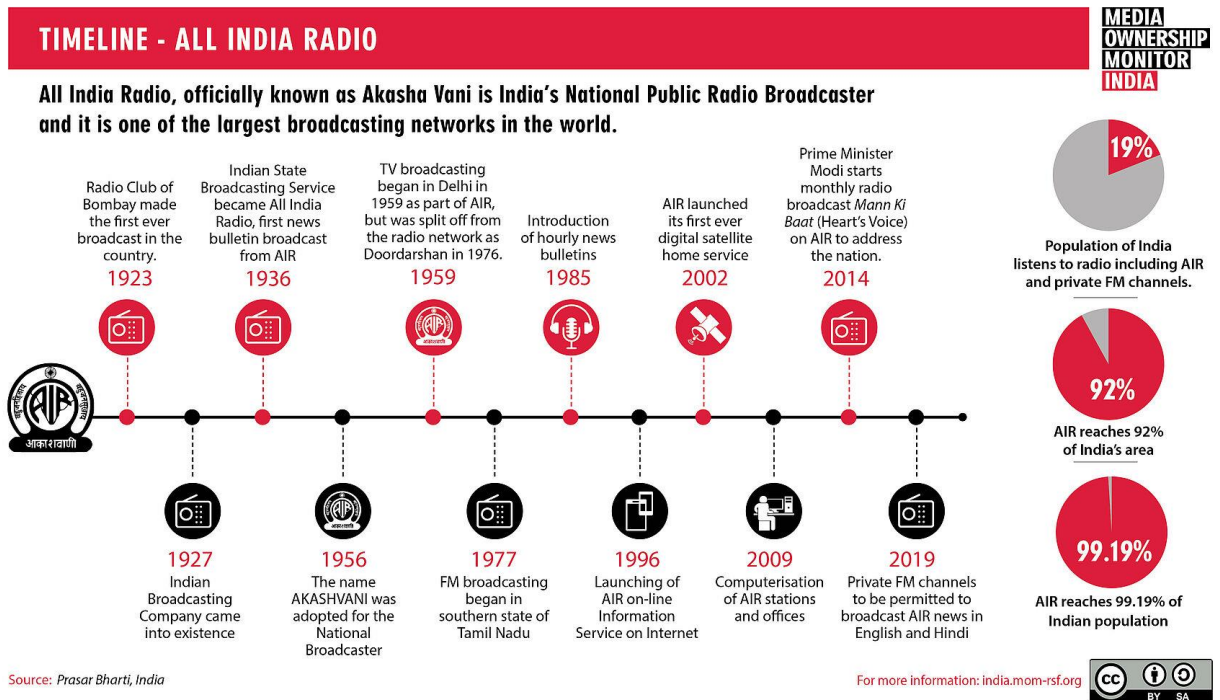 TIMELINE - ALL INDIA RADIO
MEDIA
OWNERSHIP
MONITOR
INDIA
All India Radio, officially known as Akasha Vani is India's National Public Radio Broadcaster
and it is one of the largest broadcasting networks in the world.
Radio Club of
Bombay made
the first ever
broadcast in the
country.
1923
Indian State
Broadcasting Service
became All India
Radio, first news
bulletin broadcast
from AIR
1936
TV broadcasting
began in Delhi in
1959 as part of AIR,
but was split off from
the radio network as
Doordarshan in 1976.
1959
Introduction
of hourly news
bulletins
1985
AIR launched
its first ever
digital satellite
home service
2002
Prime Minister
Modi starts
monthly radio
broadcast Mann Ki
Baat (Heart's Voice)
on AIR to address
the nation.
2014
AIR
बहुजनहिताय बहुजनसुखाय
आकाशवाणी
1927
Indian
Broadcasting
Company came
into existence
1956
The name
AKASHVANI was
adopted for the
National
Broadcaster
1977
FM broadcasting
began in
southern state of
Tamil Nadu
1996
Launching of
AIR on-line
Information
Service on Internet
2009
Computerisation
of AIR stations
and offices
2019
Private FM channels
to be permitted to
broadcast AIR news in
English and Hindi
19%
Population of India
listens to radio including AIR
and private FM channels.
92%
AIR reaches 92%
of India's area
99.19%
AIR reaches 99.19% of
Indian population
Source: Prasar Bharti, India
For more information: india.mom-rsf.org
cc
BY SA